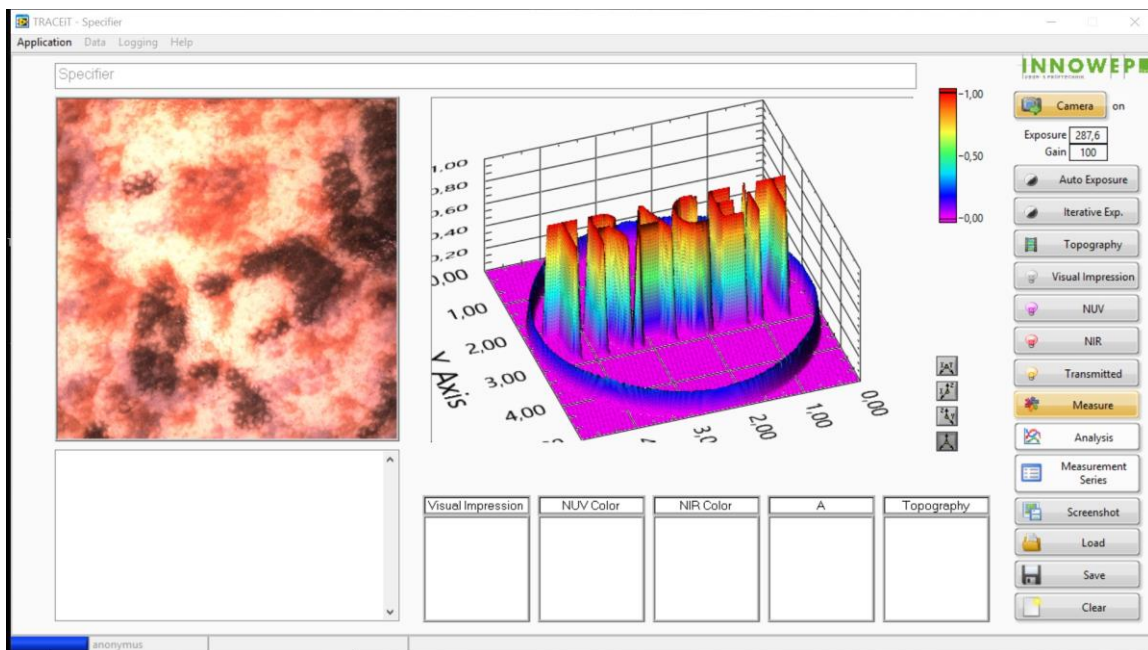 TRACEiT - Specifier
Application Data Logging Help
Specifier
INNOWEP
Camera on
Exposure 287,6
Gain 100
Auto Exposure
Iterative Exp.
Topography
Visual Impression
NUV
NIR
Transmitted
Measure
Analysis
Measurement
Series
Screenshot
Load
Save
Clear
1,00
0,50
0,00
1,00
0,80
0,60
0,40
0,20
0,00
1,00
2,00
3,00
4,00
Y Axis
3,0
2,00
1,00
0,00
TRACEiT
Visual Impression
NUV Color
NIR Color
A
Topography
anonymus